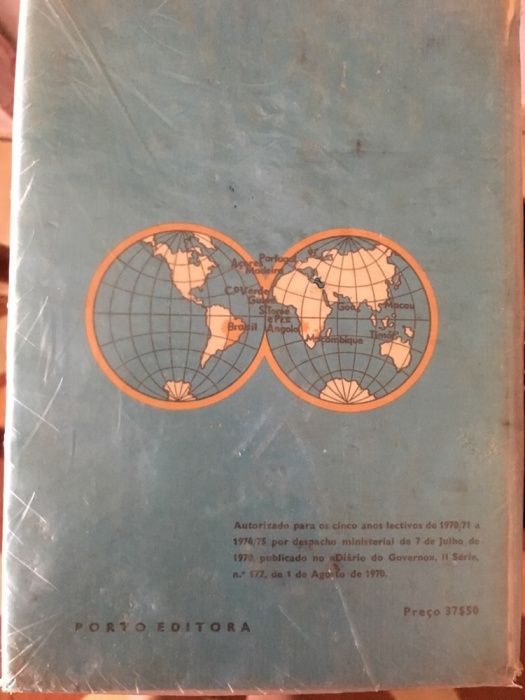 Portugal
Açores
Madeira
C.º Verde
Guiné
S. Tomé
e Pr.e
Brasil
Angola
Moçambique
Goa
Macau
Timor
Autorizado para os cinco anos lectivos de 1970/71 a
1974/75 por despacho ministerial de 7 de Julho de
1970, publicado no «Diário do Governo», II Série,
n.º 177, de 1 de Agosto de 1970.
Preço 37$50
PORTO EDITORA